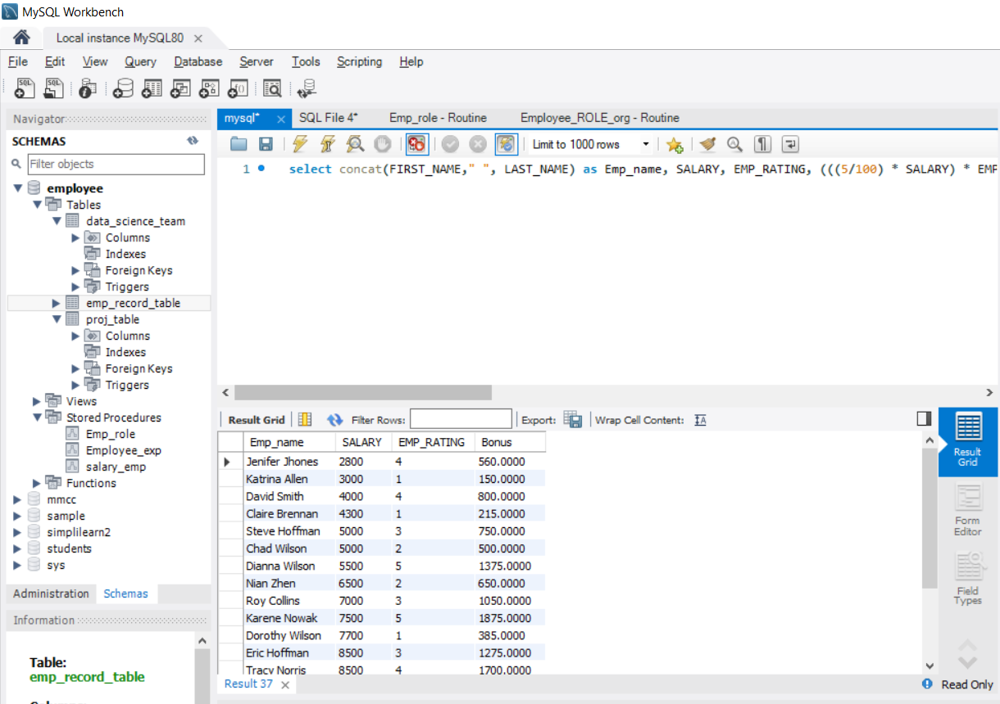 MySQL Workbench
Local instance MySQL80
File Edit View Query Database Server Tools Scripting Help
Navigator
SCHEMAS
Filter objects
employee
Tables
data_science_team
Columns
Indexes
Foreign Keys
Triggers
emp_record_table
proj_table
Columns
Indexes
Foreign Keys
Triggers
Views
Stored Procedures
Emp_role
Employee_exp
salary_emp
Functions
mmcc
sample
simplilearn2
students
sys
Administration Schemas
Information
Table:
emp_record_table
mysql* SQL File 4* Emp_role - Routine Employee_ROLE_org - Routine
Limit to 1000 rows
1 select concat(FIRST_NAME," ", LAST_NAME) as Emp_name, SALARY, EMP_RATING, (((5/100) * SALARY) * EMP
Result Grid Filter Rows: Export: Wrap Cell Content:
Emp_name SALARY EMP_RATING Bonus
Jenifer Jhones 2800 4 560.0000
Katrina Allen 3000 1 150.0000
David Smith 4000 4 800.0000
Claire Brennan 4300 1 215.0000
Steve Hoffman 5000 3 750.0000
Chad Wilson 5000 2 500.0000
Dianna Wilson 5500 5 1375.0000
Nian Zhen 6500 2 650.0000
Roy Collins 7000 3 1050.0000
Karene Nowak 7500 5 1875.0000
Dorothy Wilson 7700 1 385.0000
Eric Hoffman 8500 3 1275.0000
Tracy Norris 8500 4 1700.0000
Result
Grid
Form
Editor
Field
Types
Result 37
Read Only